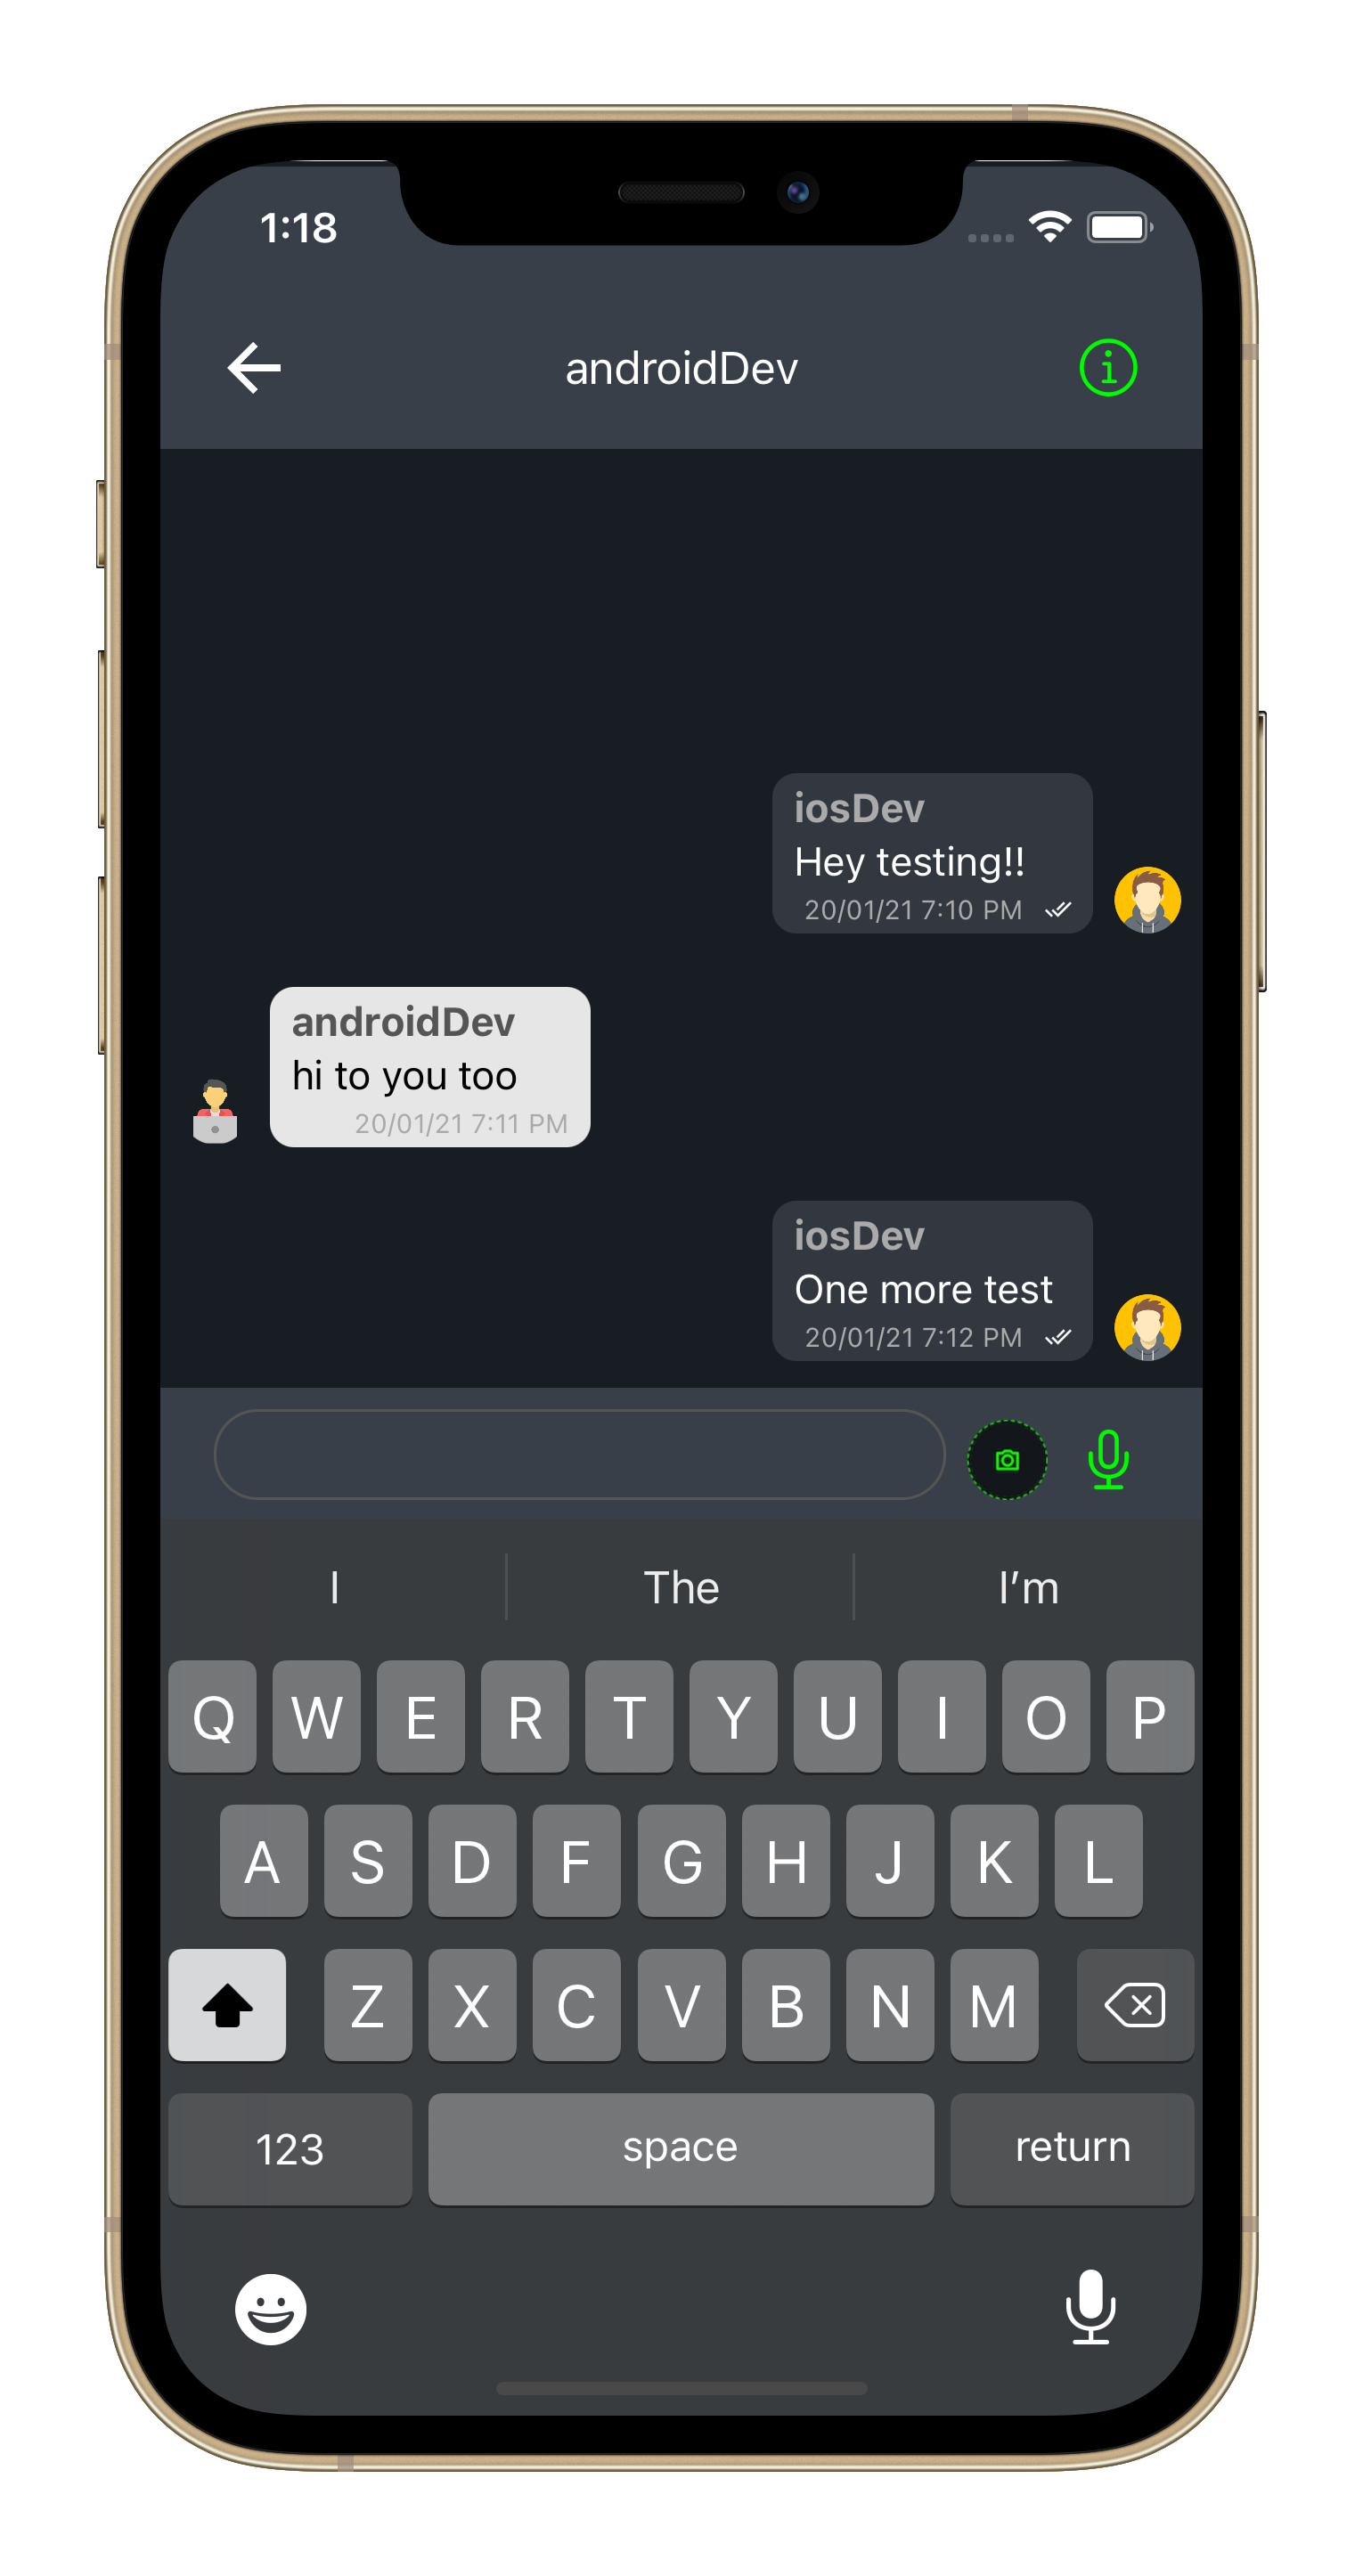 1:18
androidDev
iosDev
Hey testing!!
20/01/21 7:10 PM
androidDev
hi to you too
20/01/21 7:11 PM
iosDev
One more test
20/01/21 7:12 PM
I The I’m
Q W E R T Y U I O P
A S D F G H J K L
Z X C V B N M
123 space return